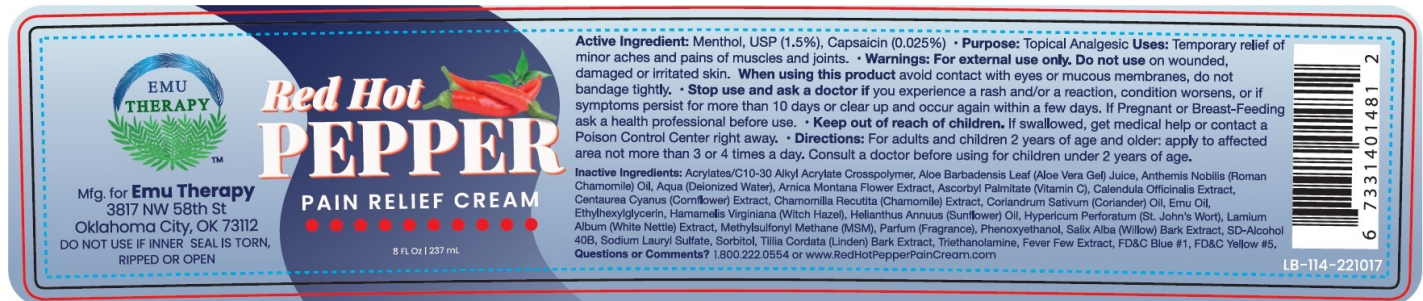 EMU
THERAPY
TM
Mfg. for Emu Therapy
3817 NW 58th St
Oklahoma City, OK 73112
DO NOT USE IF INNER SEAL IS TORN,
RIPPED OR OPEN
Red Hot
PEPPER
PAIN RELIEF CREAM
8 FL Oz | 237 mL
Active Ingredient: Menthol, USP (1.5%), Capsaicin (0.025%) • Purpose: Topical Analgesic Uses: Temporary relief of
minor aches and pains of muscles and joints. • Warnings: For external use only. Do not use on wounded,
damaged or irritated skin. When using this product avoid contact with eyes or mucous membranes, do not
bandage tightly. • Stop use and ask a doctor if you experience a rash and/or a reaction, condition worsens, or if
symptoms persist for more than 10 days or clear up and occur again within a few days. If Pregnant or Breast-Feeding
ask a health professional before use. • Keep out of reach of children. If swallowed, get medical help or contact a
Poison Control Center right away. • Directions: For adults and children 2 years of age and older: apply to affected
area not more than 3 or 4 times a day. Consult a doctor before using for children under 2 years of age.
Inactive Ingredients: Acrylates/C10-30 Alkyl Acrylate Crosspolymer, Aloe Barbadensis Leaf (Aloe Vera Gel) Juice, Anthemis Nobilis (Roman
Chamomile) Oil, Aqua (Deionized Water), Arnica Montana Flower Extract, Ascorbyl Palmitate (Vitamin C), Calendula Officinalis Extract,
Centaurea Cyanus (Cornflower) Extract, Chamomilla Recutita (Chamomile) Extract, Coriandrum Sativum (Coriander) Oil, Emu Oil,
Ethylhexylglycerin, Hamamelis Virginiana (Witch Hazel), Helianthus Annuus (Sunflower) Oil, Hypericum Perforatum (St. John's Wort), Lamium
Album (White Nettle) Extract, Methylsulfonyl Methane (MSM), Parfum (Fragrance), Phenoxyethanol, Salix Alba (Willow) Bark Extract, SD-Alcohol
40B, Sodium Lauryl Sulfate, Sorbitol, Tillia Cordata (Linden) Bark Extract, Triethanolamine, Fever Few Extract, FD&C Blue #1, FD&C Yellow #5.
Questions or Comments? 1.800.222.0554 or www.RedHotPepperPainCream.com
6 73314 01481 2
LB-114-221017